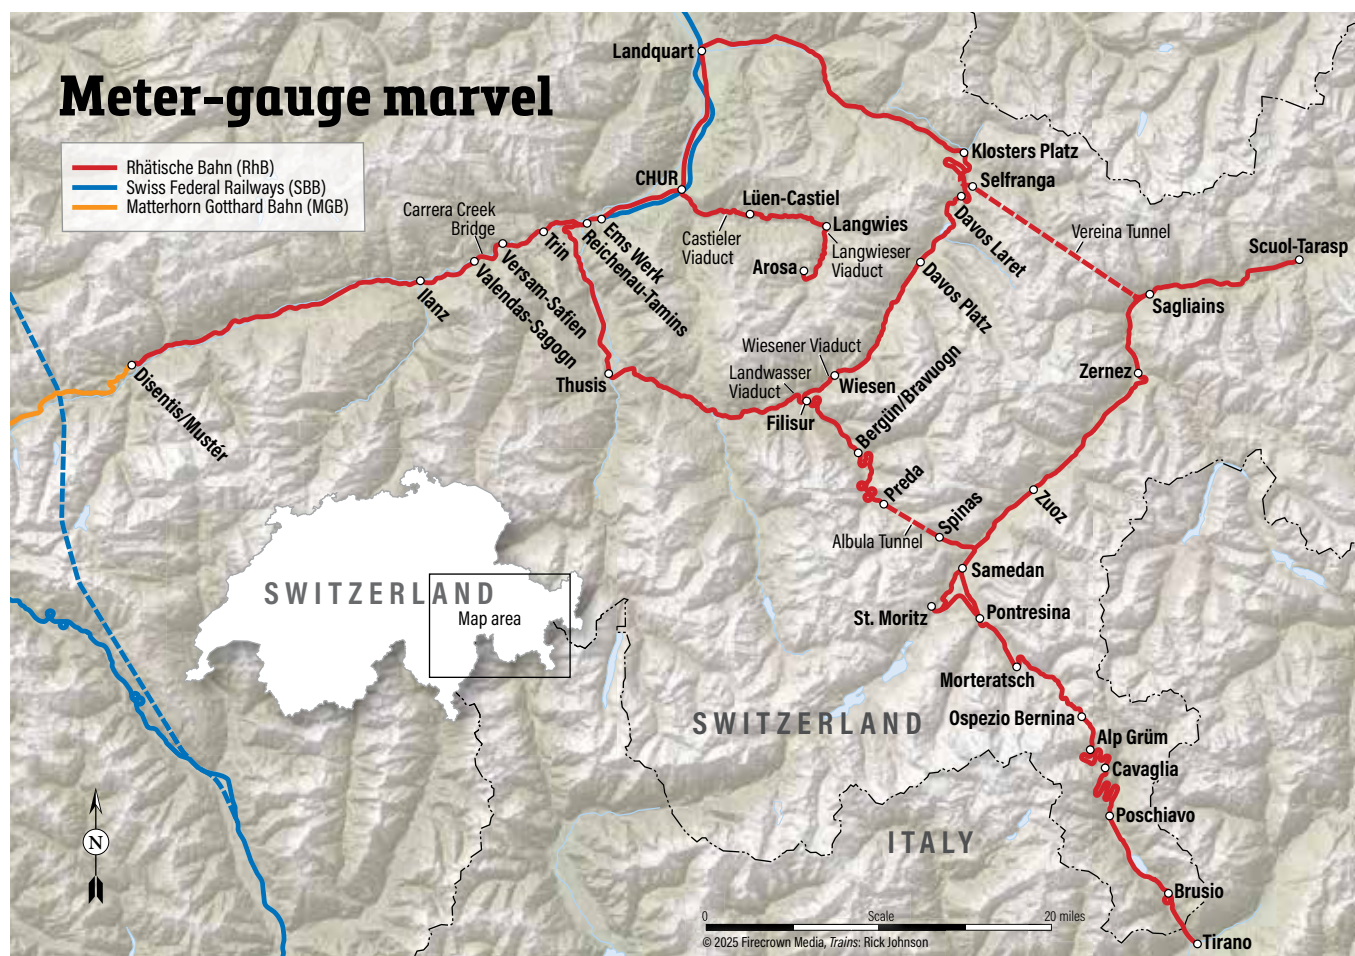 Meter-gauge marvel
Rhätische Bahn (RhB)
Swiss Federal Railways (SBB)
Matterhorn Gotthard Bahn (MGB)
Landquart
Klosters Platz
Selfranga
CHUR
Lüen-Castiel
Davos Laret
Carrera Creek
Bridge
Ems Werk
Reichenau-Tamins
Trin
Versam-Safien
Valendas-Sagogn
Ilanz
Castieler
Viaduct
Langwies
Langwieser
Viaduct
Arosa
Vereina Tunnel
Scuol-Tarasp
Sagliains
Davos Platz
Wiesener Viaduct
Landwasser
Viaduct
Wiesen
Zernez
Disentis/Mustér
Thusis
Filisur
Bergün/Bravuogn
Preda
Spinas
Zuoz
Albula Tunnel
Samedan
St. Moritz
Pontresina
SWITZERLAND
Map area
Morteratsch
Ospezio Bernina
SWITZERLAND
Alp Grüm
Cavaglia
Poschiavo
ITALY
N
Brusio
Tirano
0 Scale 20 miles
© 2025 Firecrown Media, Trains: Rick Johnson